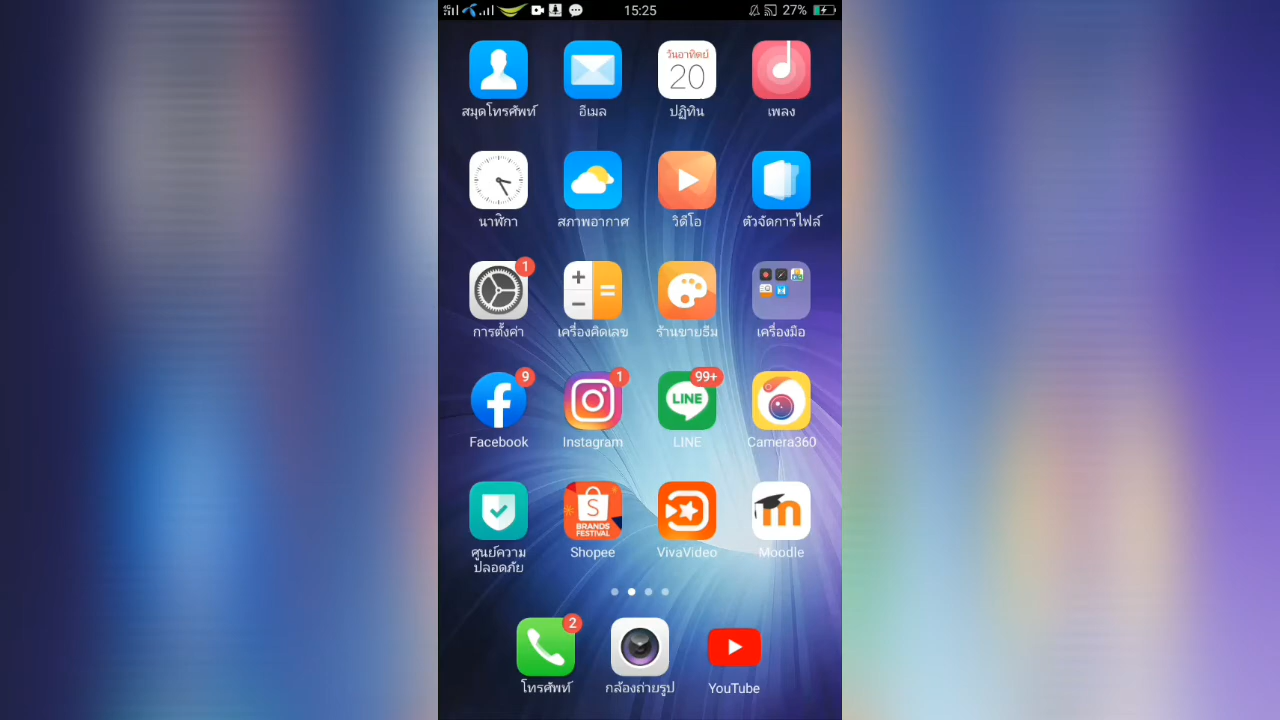 4G
15:25
27%
วันอาทิตย์
20
สมุดโทรศัพท์
อีเมล
ปฏิทิน
เพลง
นาฬิกา
สภาพอากาศ
วิดีโอ
ตัวจัดการไฟล์
1
การตั้งค่า
เครื่องคิดเลข
ร้านขายธีม
เครื่องมือ
9
1
99+
LINE
Facebook
Instagram
LINE
Camera360
S
BRANDS
FESTIVAL
m
ศูนย์ความ
ปลอดภัย
Shopee
VivaVideo
Moodle
2
โทรศัพท์
กล้องถ่ายรูป
YouTube